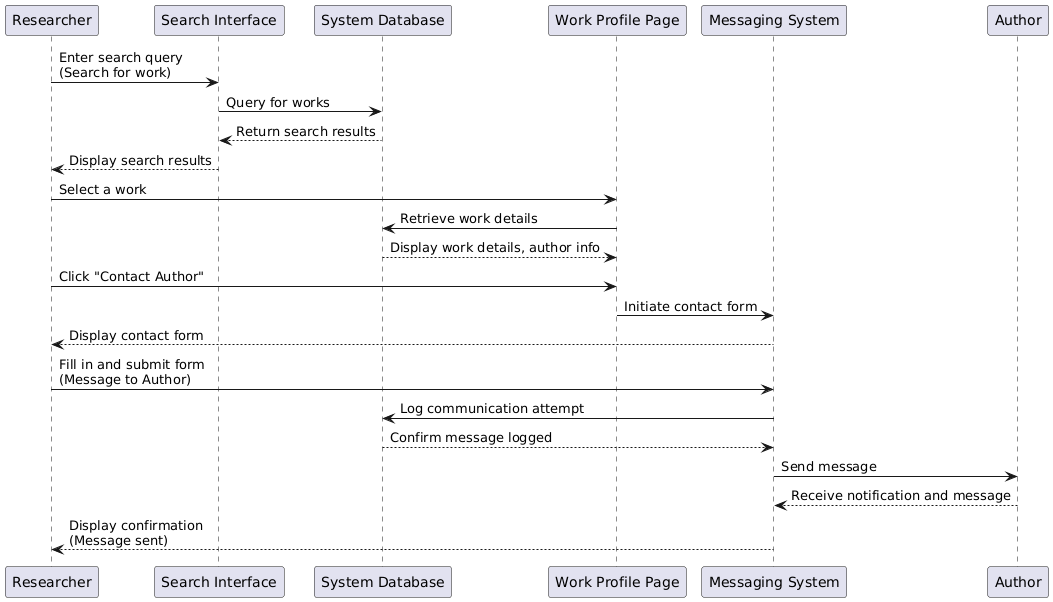 Researcher Search Interface System Database Work Profile Page Messaging System Author
Enter search query
(Search for work)
Query for works
Return search results
Display search results
Select a work
Retrieve work details
Display work details, author info
Click "Contact Author"
Initiate contact form
Display contact form
Fill in and submit form
(Message to Author)
Log communication attempt
Confirm message logged
Send message
Receive notification and message
Display confirmation
(Message sent)
Researcher Search Interface System Database Work Profile Page Messaging System Author